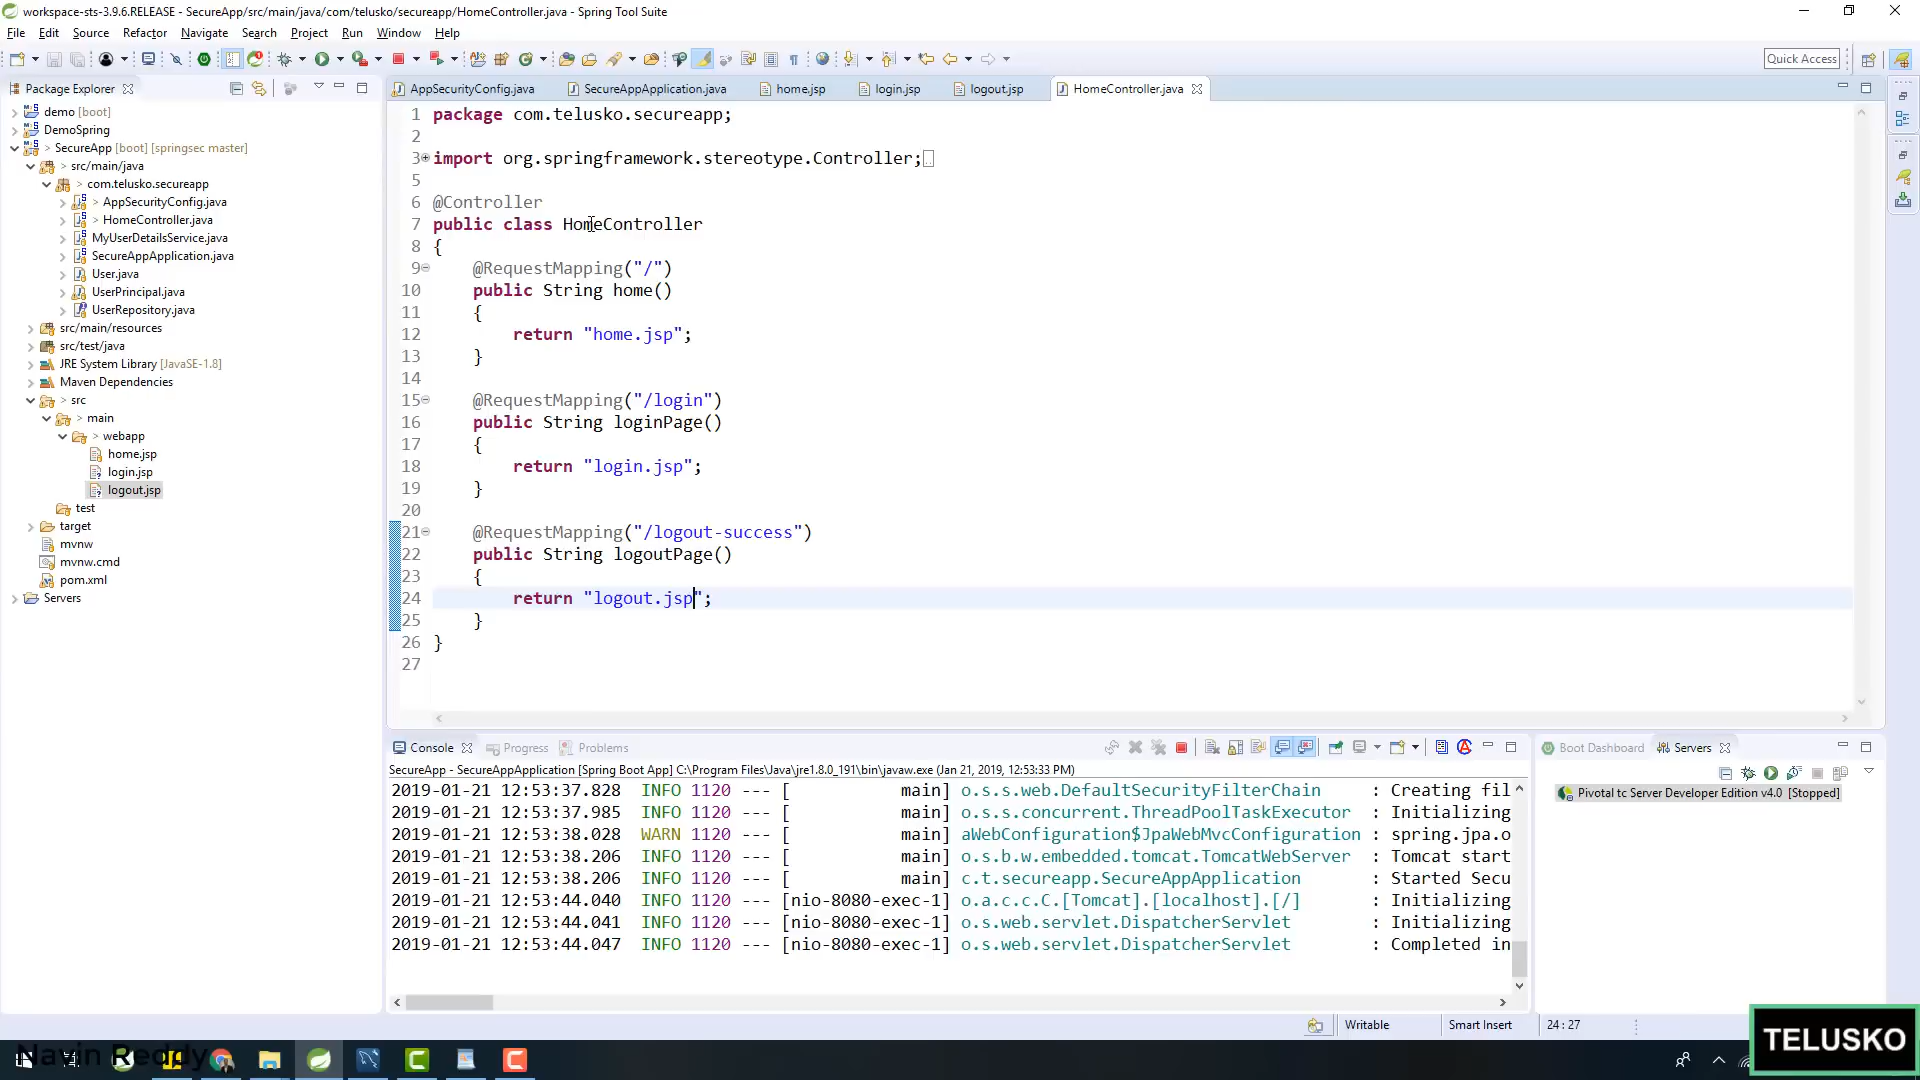 workspace-sts-3.9.6.RELEASE - SecureApp/src/main/java/com/telusko/secureapp/HomeController.java - Spring Tool Suite
File Edit Source Refactor Navigate Search Project Run Window Help
Quick Access
Package Explorer
demo [boot]
DemoSpring
> SecureApp [boot] [springsec master]
> src/main/java
> com.telusko.secureapp
> AppSecurityConfig.java
> HomeController.java
MyUserDetailsService.java
SecureAppApplication.java
User.java
UserPrincipal.java
UserRepository.java
src/main/resources
src/test/java
JRE System Library [JavaSE-1.8]
Maven Dependencies
> src
> main
> webapp
home.jsp
login.jsp
logout.jsp
test
target
mvnw
mvnw.cmd
pom.xml
Servers
AppSecurityConfig.java SecureAppApplication.java home.jsp login.jsp logout.jsp HomeController.java
1 package com.telusko.secureapp;
2
3 import org.springframework.stereotype.Controller;
5
6 @Controller
7 public class HomeController
8 {
9 @RequestMapping("/")
10 public String home()
11 {
12 return "home.jsp";
13 }
14
15 @RequestMapping("/login")
16 public String loginPage()
17 {
18 return "login.jsp";
19 }
20
21 @RequestMapping("/logout-success")
22 public String logoutPage()
23 {
24 return "logout.jsp";
25 }
26 }
27
Console Progress Problems
SecureApp - SecureAppApplication [Spring Boot App] C:\Program Files\Java\jre1.8.0_191\bin\javaw.exe (Jan 21, 2019, 12:53:33 PM)
2019-01-21 12:53:37.828 INFO 1120 --- [ main] o.s.s.web.DefaultSecurityFilterChain : Creating fil
2019-01-21 12:53:37.985 INFO 1120 --- [ main] o.s.s.concurrent.ThreadPoolTaskExecutor : Initializing
2019-01-21 12:53:38.028 WARN 1120 --- [ main] aWebConfiguration$JpaWebMvcConfiguration : spring.jpa.o
2019-01-21 12:53:38.206 INFO 1120 --- [ main] o.s.b.w.embedded.tomcat.TomcatWebServer : Tomcat start
2019-01-21 12:53:38.206 INFO 1120 --- [ main] c.t.secureapp.SecureAppApplication : Started Secu
2019-01-21 12:53:44.040 INFO 1120 --- [nio-8080-exec-1] o.a.c.c.C.[Tomcat].[localhost].[/] : Initializing
2019-01-21 12:53:44.041 INFO 1120 --- [nio-8080-exec-1] o.s.web.servlet.DispatcherServlet : Initializing
2019-01-21 12:53:44.047 INFO 1120 --- [nio-8080-exec-1] o.s.web.servlet.DispatcherServlet : Completed in
Boot Dashboard Servers
Pivotal tc Server Developer Edition v4.0 [Stopped]
Writable Smart Insert 24 : 27
Navin Reddy
TELUSKO